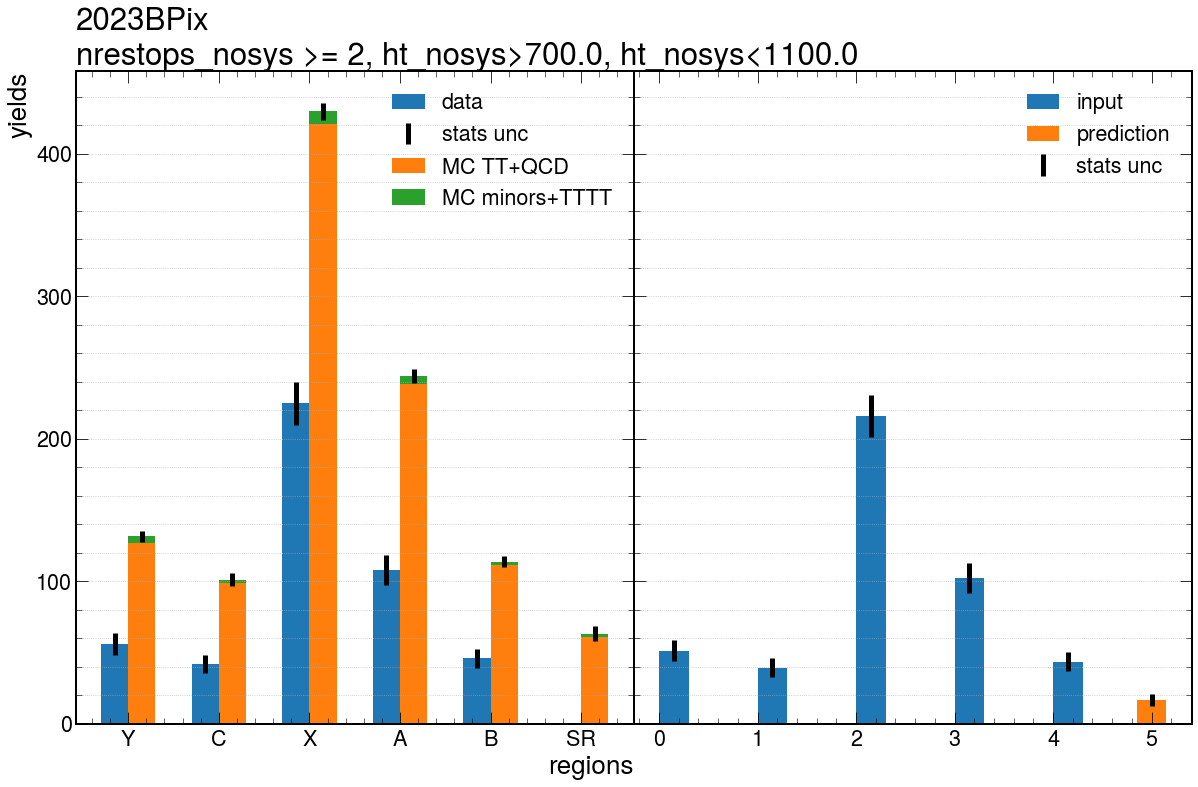 2023BPix
nrestops_nosys >= 2, ht_nosys>700.0, ht_nosys<1100.0
yields
400
300
200
100
0
data
stats unc
MC TT+QCD
MC minors+TTTT
input
prediction
stats unc
Y C X A B SR
0 1 2 3 4 5
regions